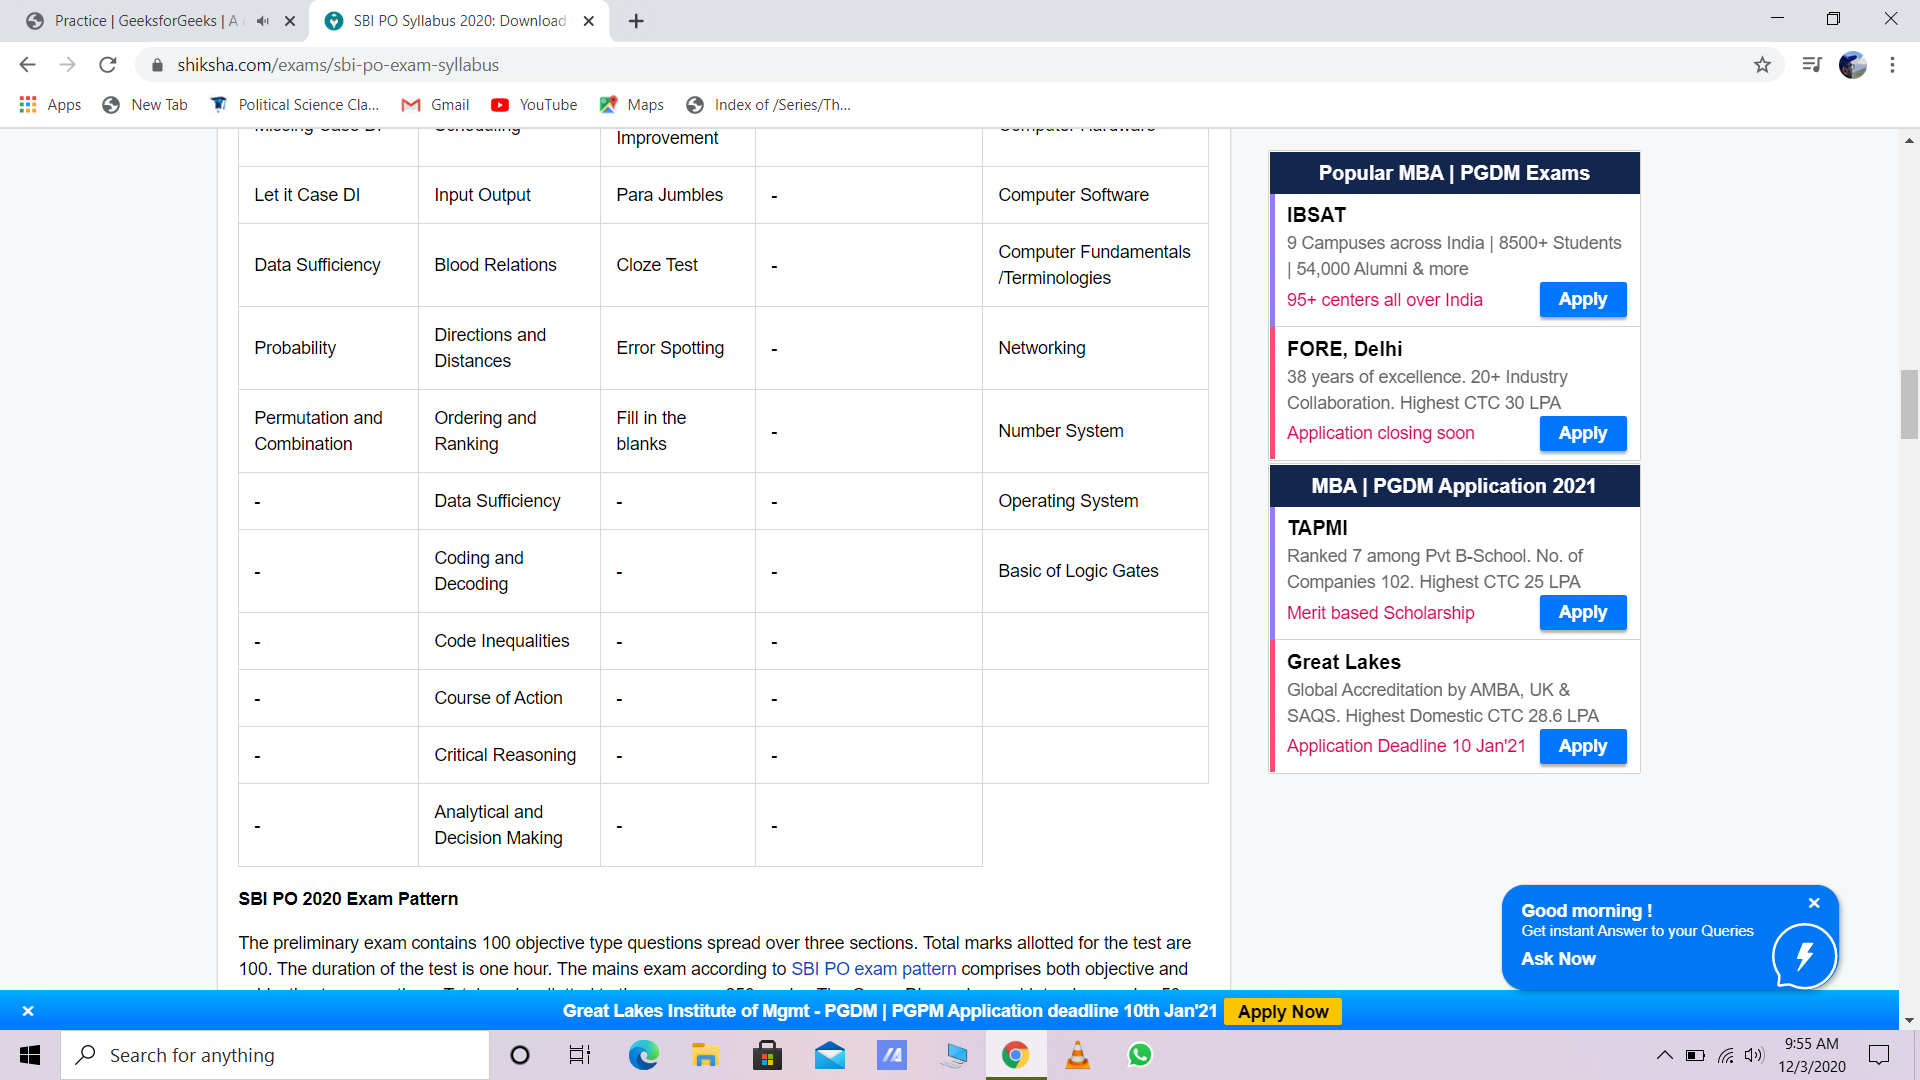 Practice | GeeksforGeeks | A
SBI PO Syllabus 2020: Download
shiksha.com/exams/sbi-po-exam-syllabus
Apps
New Tab
Political Science Cla...
Gmail
YouTube
Maps
Index of /Series/Th...
Improvement
Let it Case DI
Input Output
Para Jumbles
-
Computer Software
Data Sufficiency
Blood Relations
Cloze Test
-
Computer Fundamentals
/Terminologies
Probability
Directions and
Distances
Error Spotting
-
Networking
Permutation and
Combination
Ordering and
Ranking
Fill in the
blanks
-
Number System
-
Data Sufficiency
-
-
Operating System
-
Coding and
Decoding
-
-
Basic of Logic Gates
-
Code Inequalities
-
-
-
Course of Action
-
-
-
Critical Reasoning
-
-
-
Analytical and
Decision Making
-
-
SBI PO 2020 Exam Pattern
The preliminary exam contains 100 objective type questions spread over three sections. Total marks allotted for the test are
100. The duration of the test is one hour. The mains exam according to SBI PO exam pattern comprises both objective and
Popular MBA | PGDM Exams
IBSAT
9 Campuses across India | 8500+ Students
| 54,000 Alumni & more
95+ centers all over India
Apply
FORE, Delhi
38 years of excellence. 20+ Industry
Collaboration. Highest CTC 30 LPA
Application closing soon
Apply
MBA | PGDM Application 2021
TAPMI
Ranked 7 among Pvt B-School. No. of
Companies 102. Highest CTC 25 LPA
Merit based Scholarship
Apply
Great Lakes
Global Accreditation by AMBA, UK &
SAQS. Highest Domestic CTC 28.6 LPA
Application Deadline 10 Jan'21
Apply
Good morning !
Get instant Answer to your Queries
Ask Now
Great Lakes Institute of Mgmt - PGDM | PGPM Application deadline 10th Jan'21
Apply Now
Search for anything
9:55 AM
12/3/2020